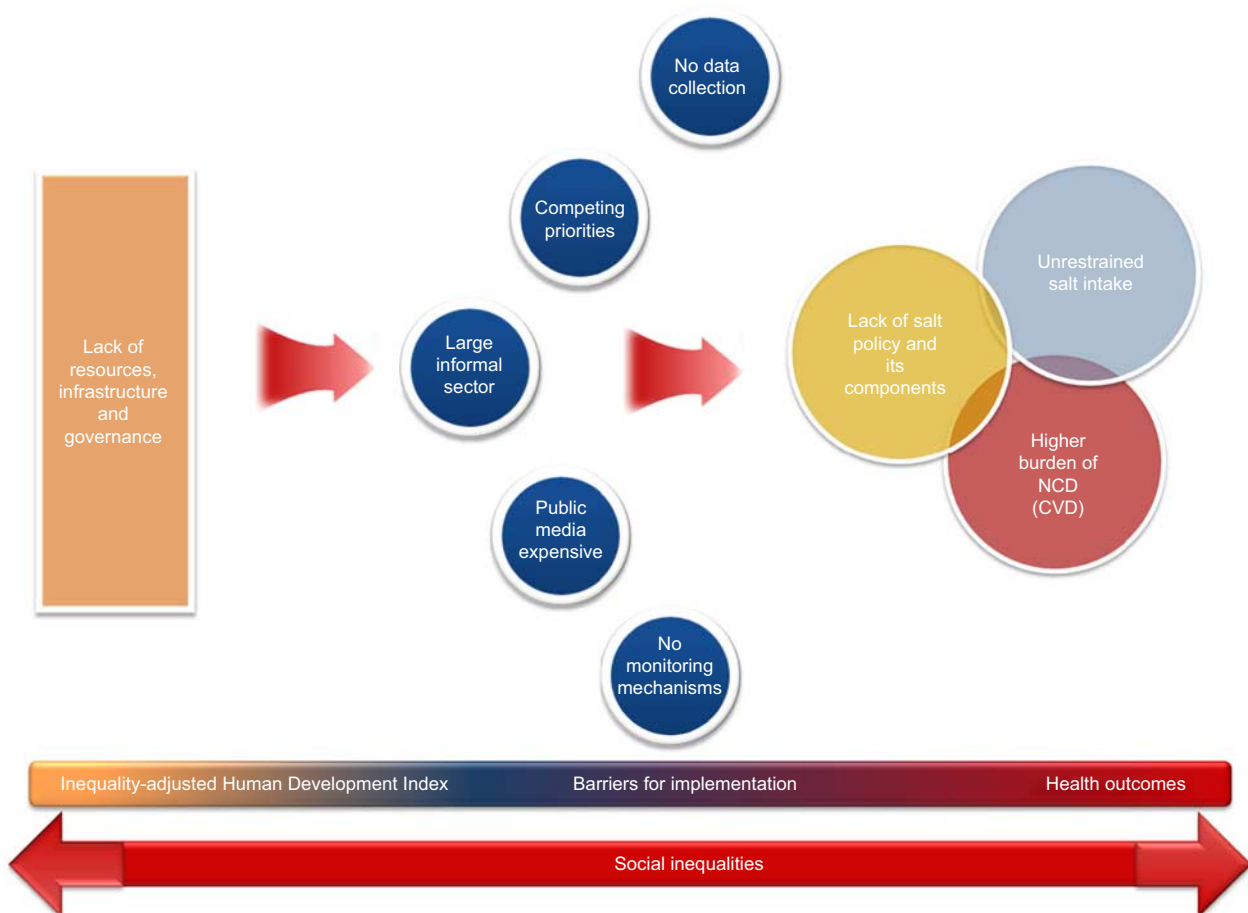 No data
collection
Competing
priorities
Lack of
resources,
infrastructure
and
governance
Large
informal
sector
Public
media
expensive
No
monitoring
mechanisms
Lack of salt
policy and
its
components
Unrestrained
salt intake
Higher
burden of
NCD
(CVD)
Inequality-adjusted Human Development Index
Barriers for implementation
Health outcomes
Social inequalities